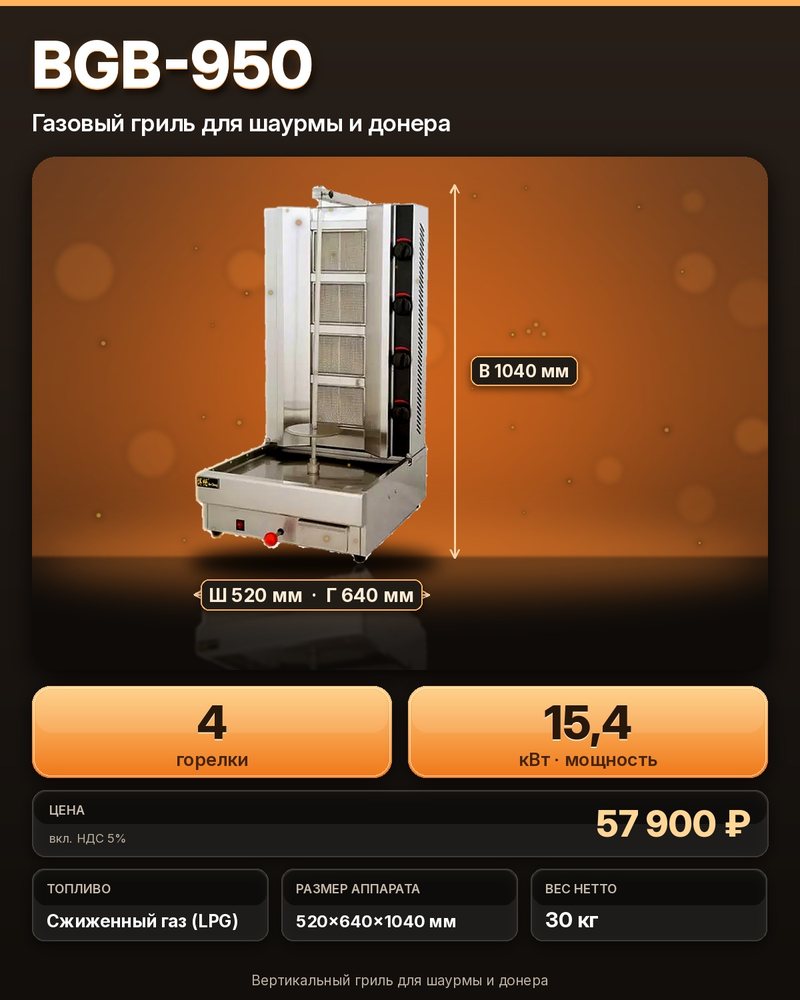 BGB-950
Газовый гриль для шаурмы и донера
В 1040 мм
Ш 520 мм · Г 640 мм
4
горелки
15,4
кВт · мощность
ЦЕНА
вкл. НДС 5%
57 900 ₽
ТОПЛИВО
Сжиженный газ (LPG)
РАЗМЕР АППАРАТА
520×640×1040 мм
ВЕС НЕТТО
30 кг
Вертикальный гриль для шаурмы и донера